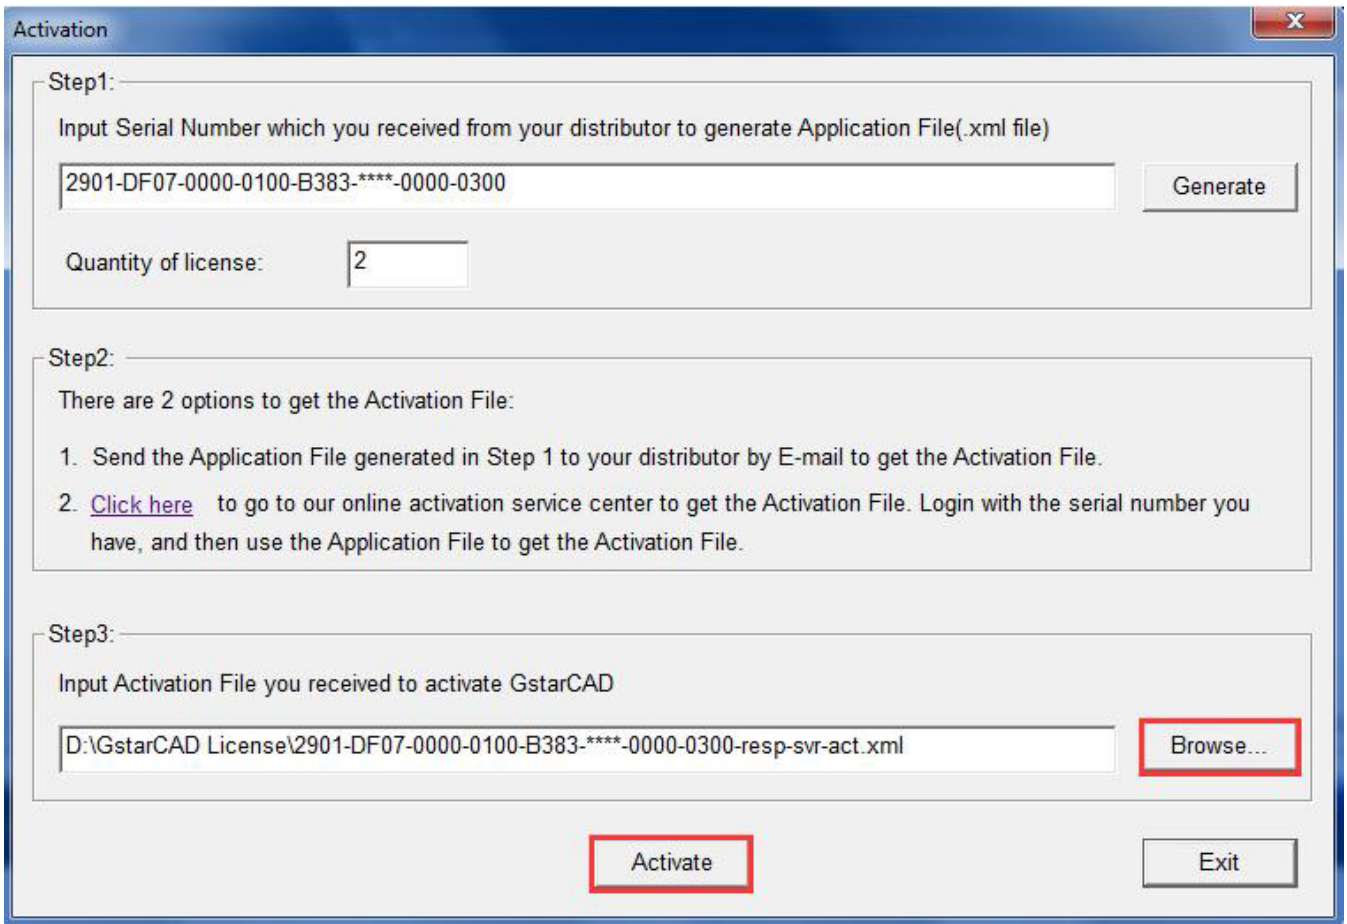 Activation
X
Step1:
Input Serial Number which you received from your distributor to generate Application File(.xml file)
2901-DF07-0000-0100-B383-****-0000-0300
Generate
Quantity of license:
2
Step2:
There are 2 options to get the Activation File:
1. Send the Application File generated in Step 1 to your distributor by E-mail to get the Activation File.
2. Click here to go to our online activation service center to get the Activation File. Login with the serial number you
have, and then use the Application File to get the Activation File.
Step3:
Input Activation File you received to activate GstarCAD
D:\GstarCAD License\2901-DF07-0000-0100-B383-****-0000-0300-resp-svr-act.xml
Browse...
Activate
Exit